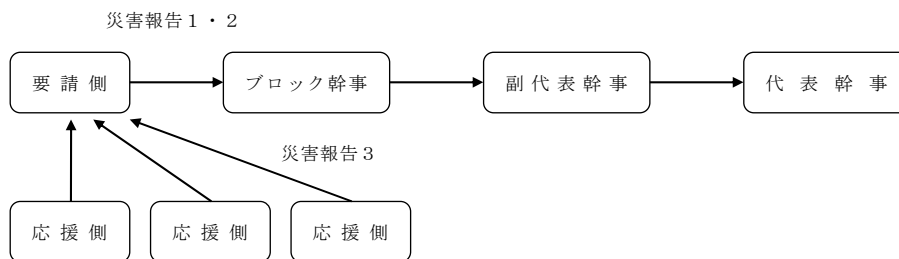 災害報告１・２
要請側 ブロック幹事 副代表幹事 代表幹事
災害報告３
応援側 応援側 応援側